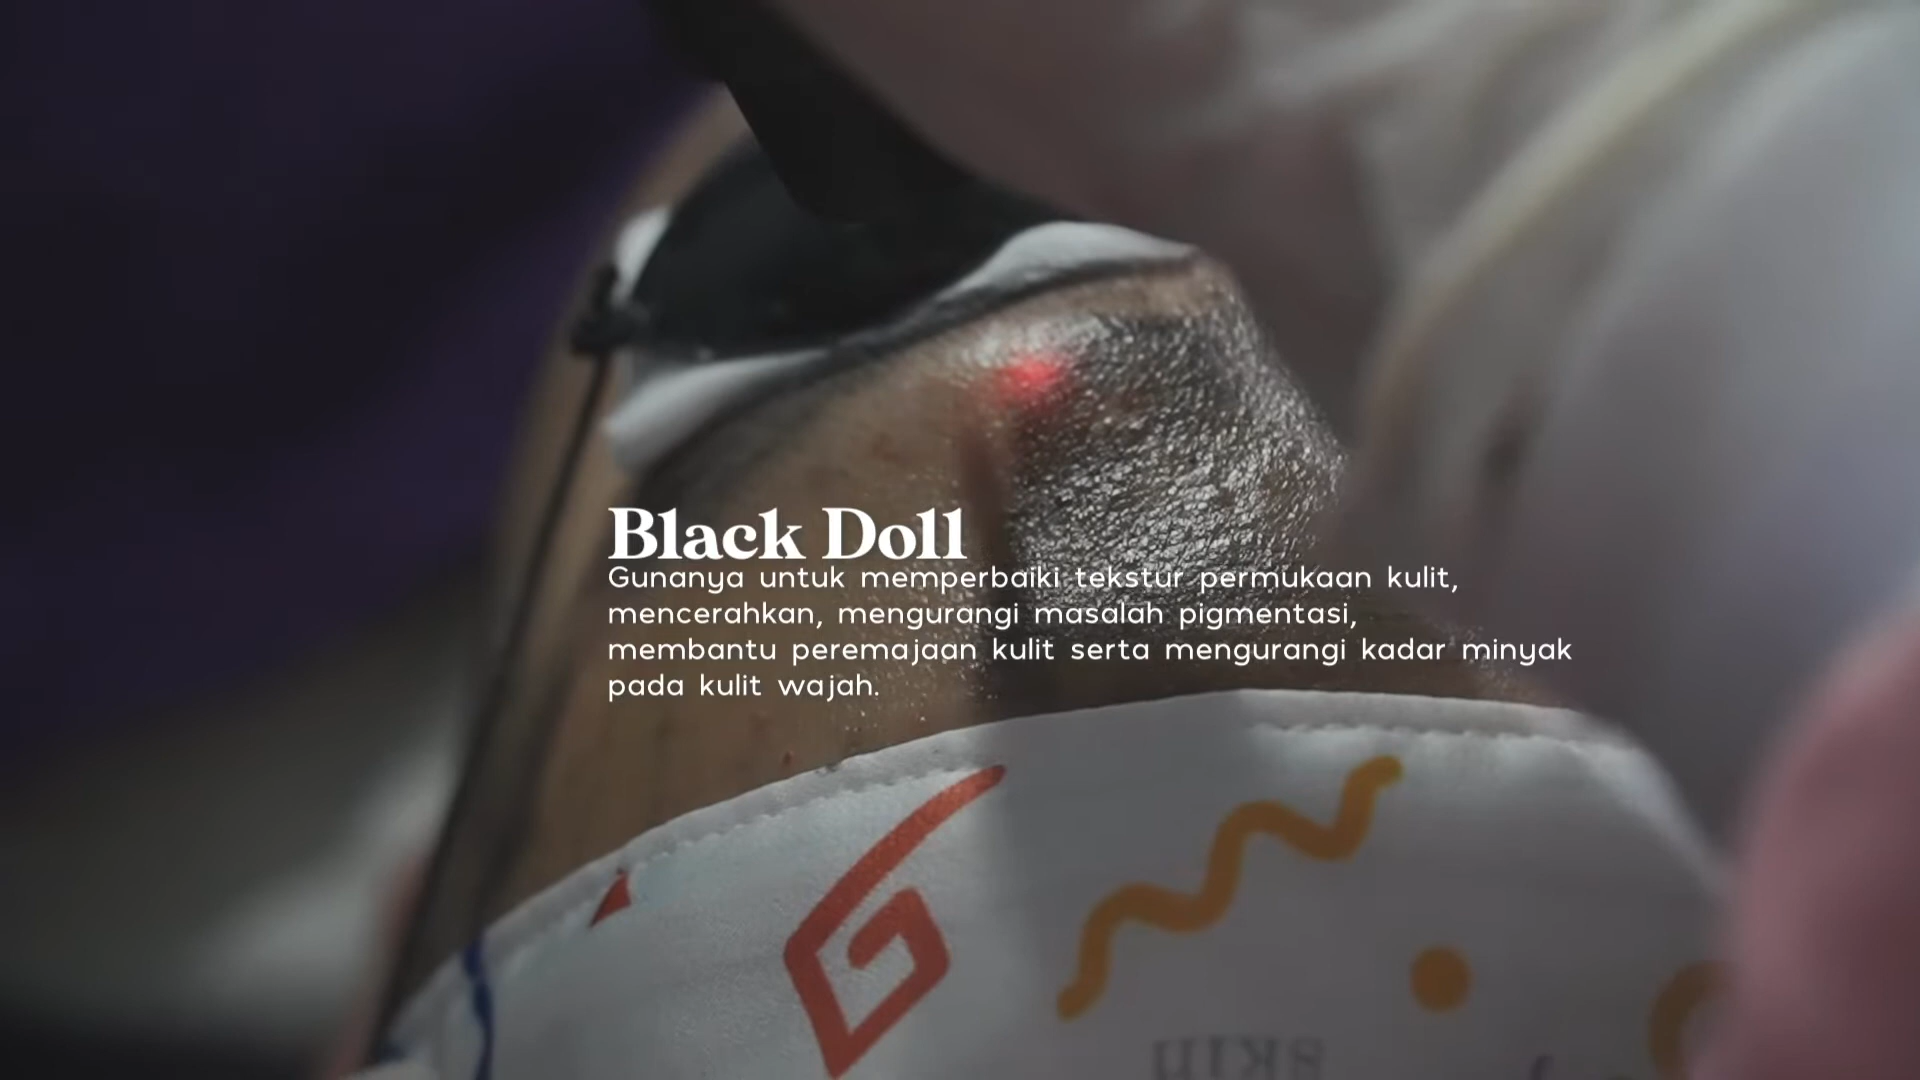 Black Doll
Gunanya untuk memperbaiki tekstur permukaan kulit,
mencerahkan, mengurangi masalah pigmentasi,
membantu peremajaan kulit serta mengurangi kadar minyak
pada kulit wajah.
skin